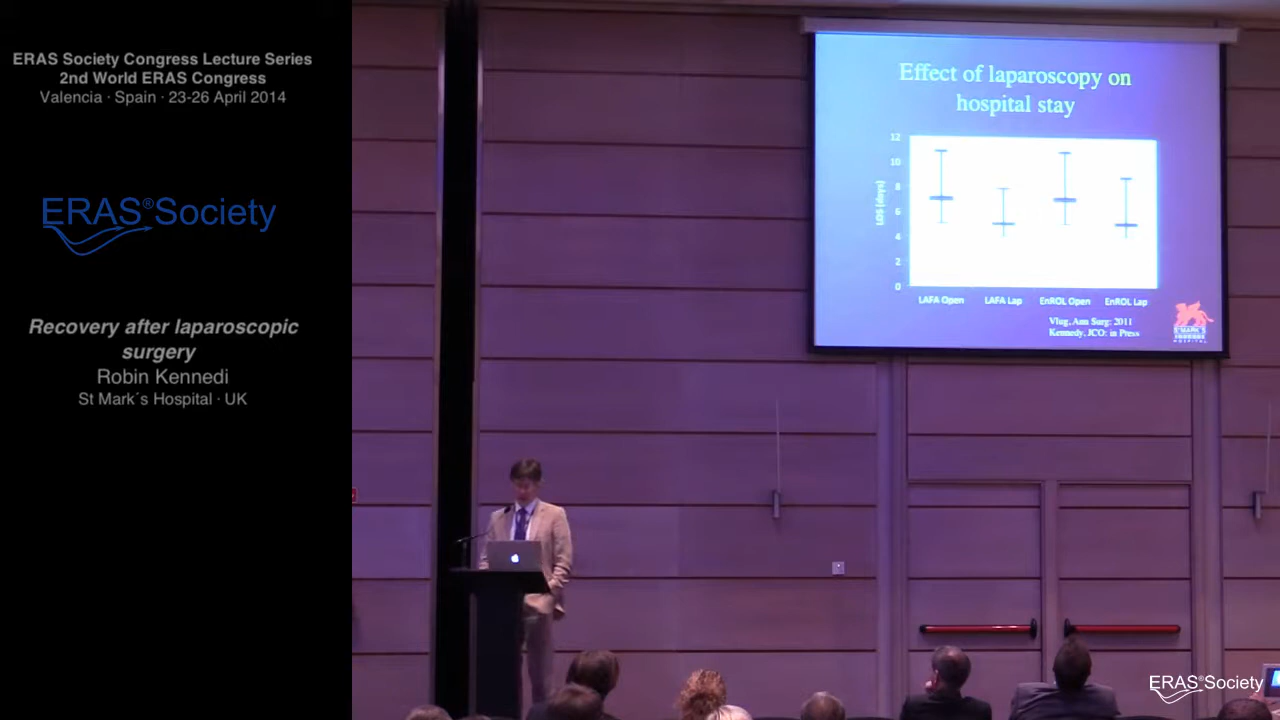 ERAS Society Congress Lecture Series
2nd World ERAS Congress
Valencia · Spain · 23-26 April 2014
ERAS® Society
Recovery after laparoscopic
surgery
Robin Kennedi
St Mark´s Hospital · UK
Effect of laparoscopy on
hospital stay
LOS (days)
12
10
8
6
4
2
0
LAFA Open LAFA Lap EnROL Open EnROL Lap
Vlug, Ann Surg: 2011
Kennedy, JCO: in Press
ST MARK'S
HOSPITAL
ERAS® Society